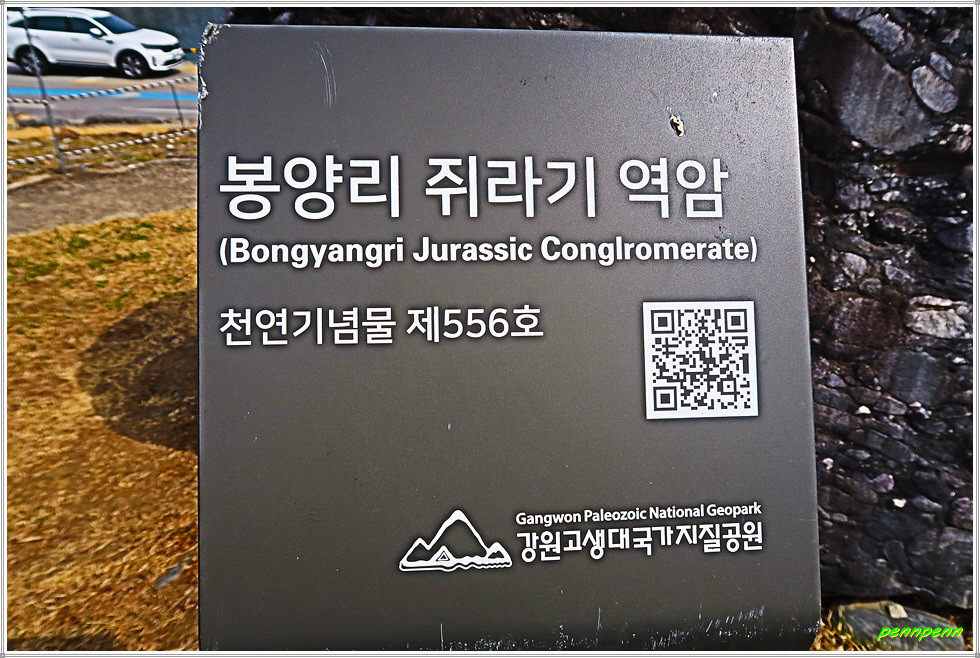 봉양리 쥐라기 역암
(Bongyangri Jurassic Conglromerate)
천연기념물 제556호
Gangwon Paleozoic National Geopark
강원고생대국가지질공원
pennpenn